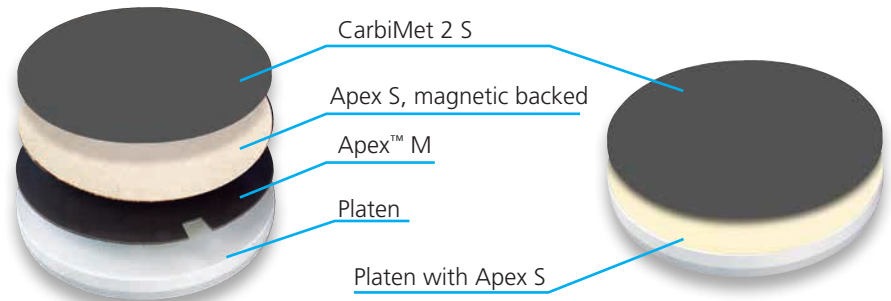 CarbiMet 2 S
Apex S, magnetic backed
Apex™ M
Platen
Platen with Apex S